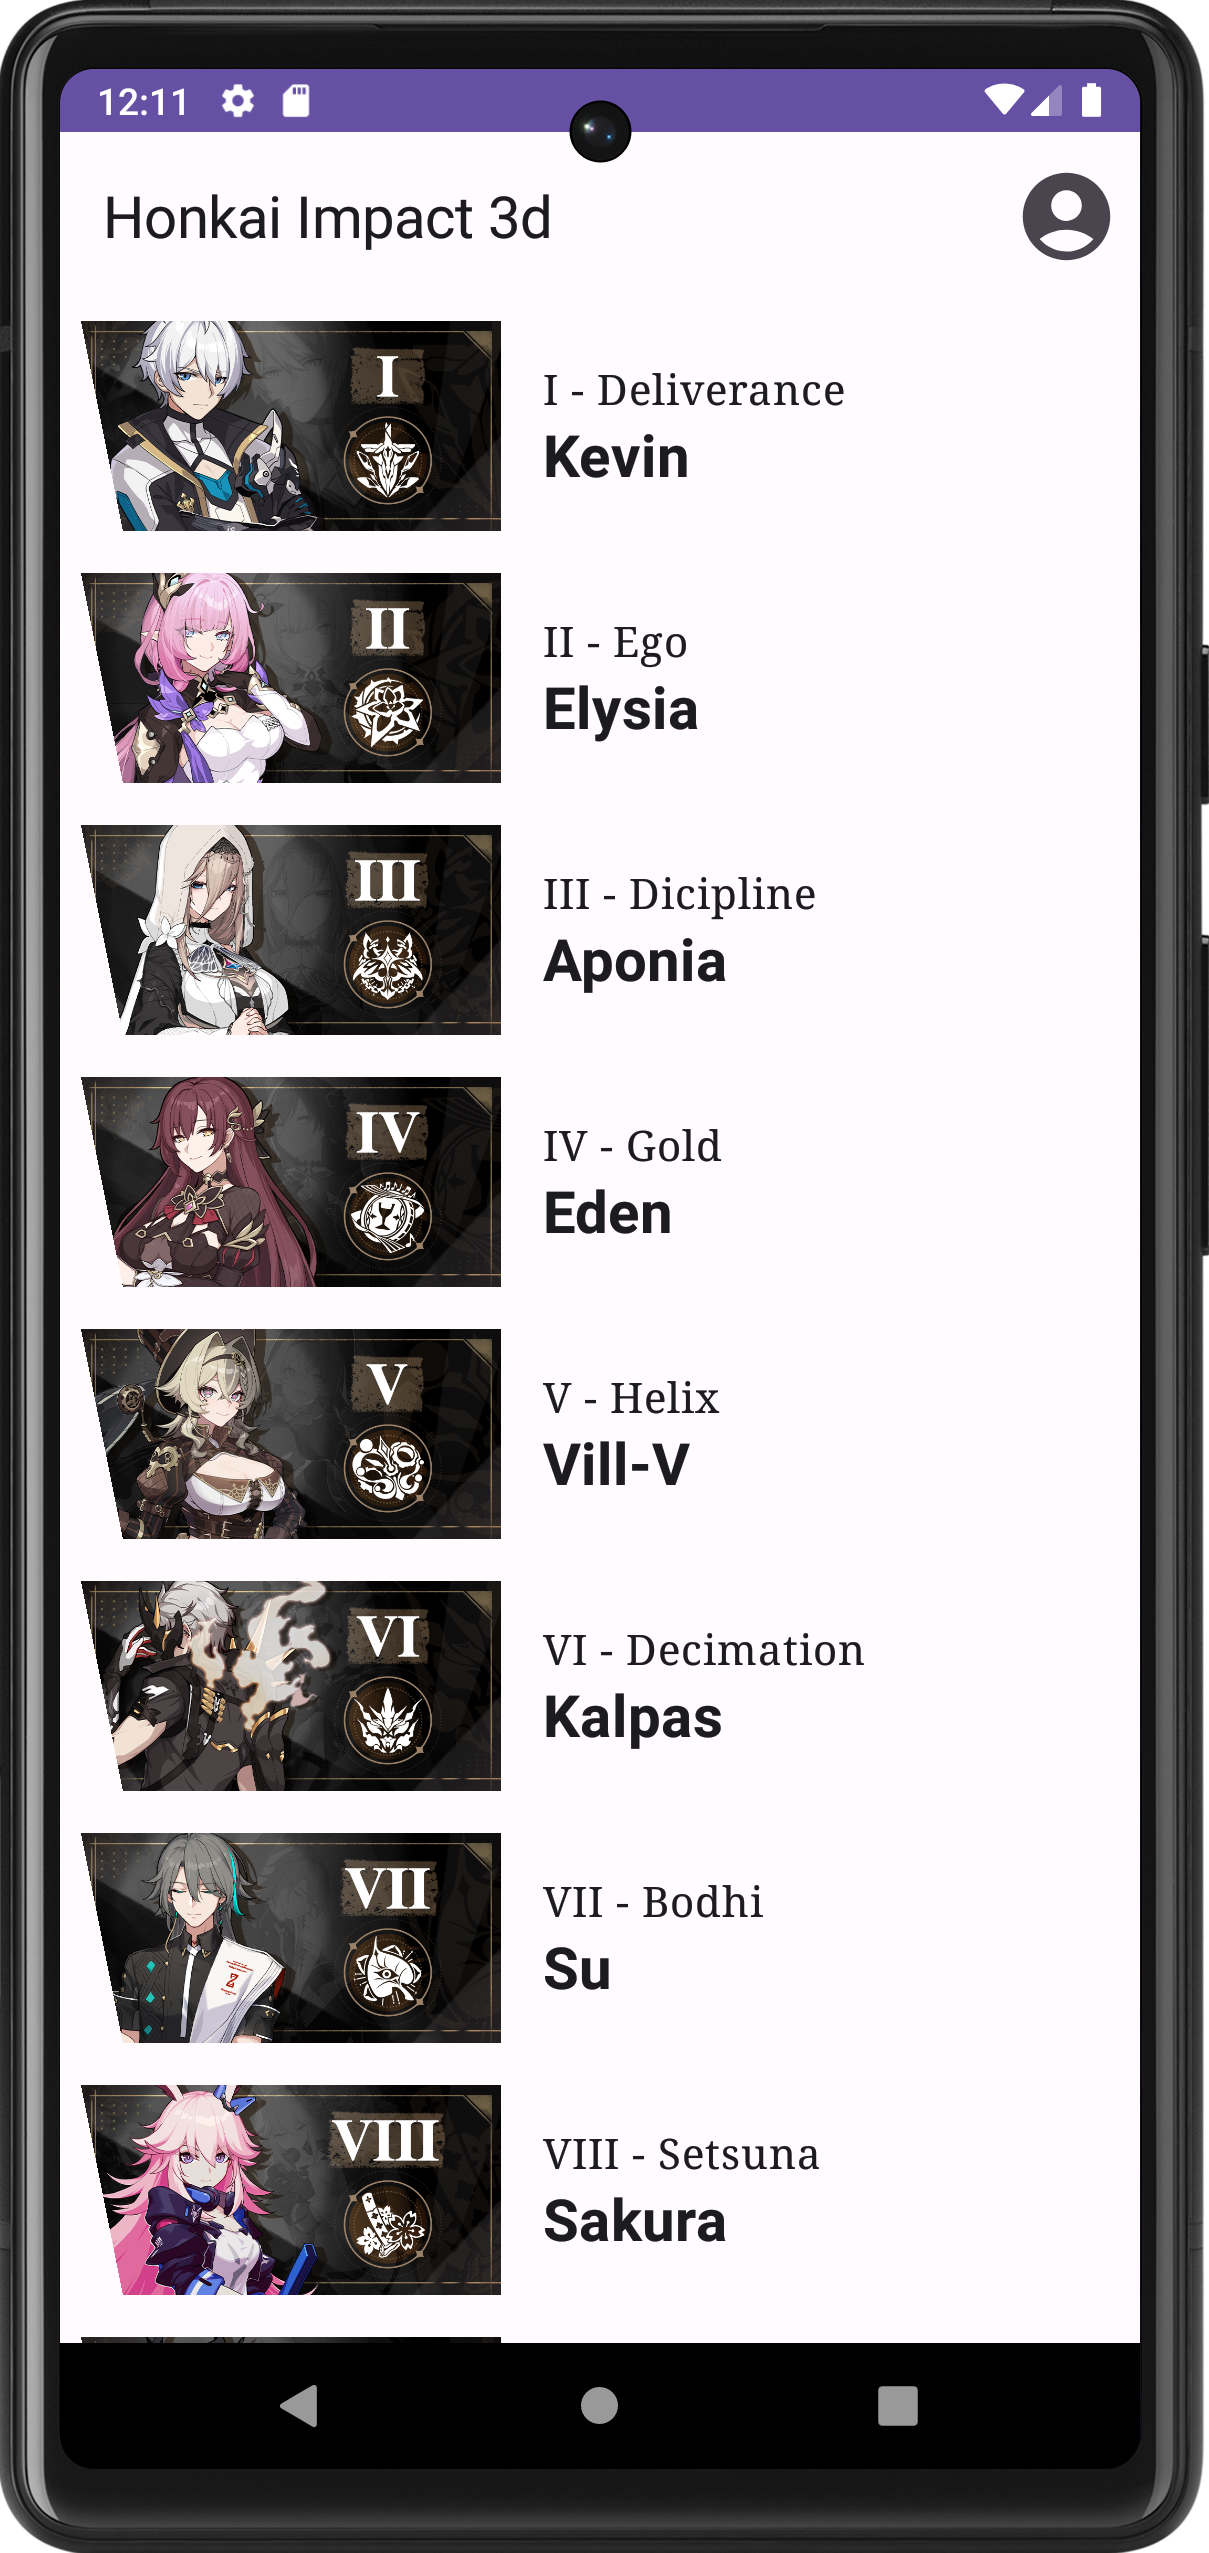 12:11
Honkai Impact 3d
I
I - Deliverance
Kevin
II
II - Ego
Elysia
III
III - Dicipline
Aponia
IV
IV - Gold
Eden
V
V - Helix
Vill-V
VI
VI - Decimation
Kalpas
VII
VII - Bodhi
Su
VIII
VIII - Setsuna
Sakura